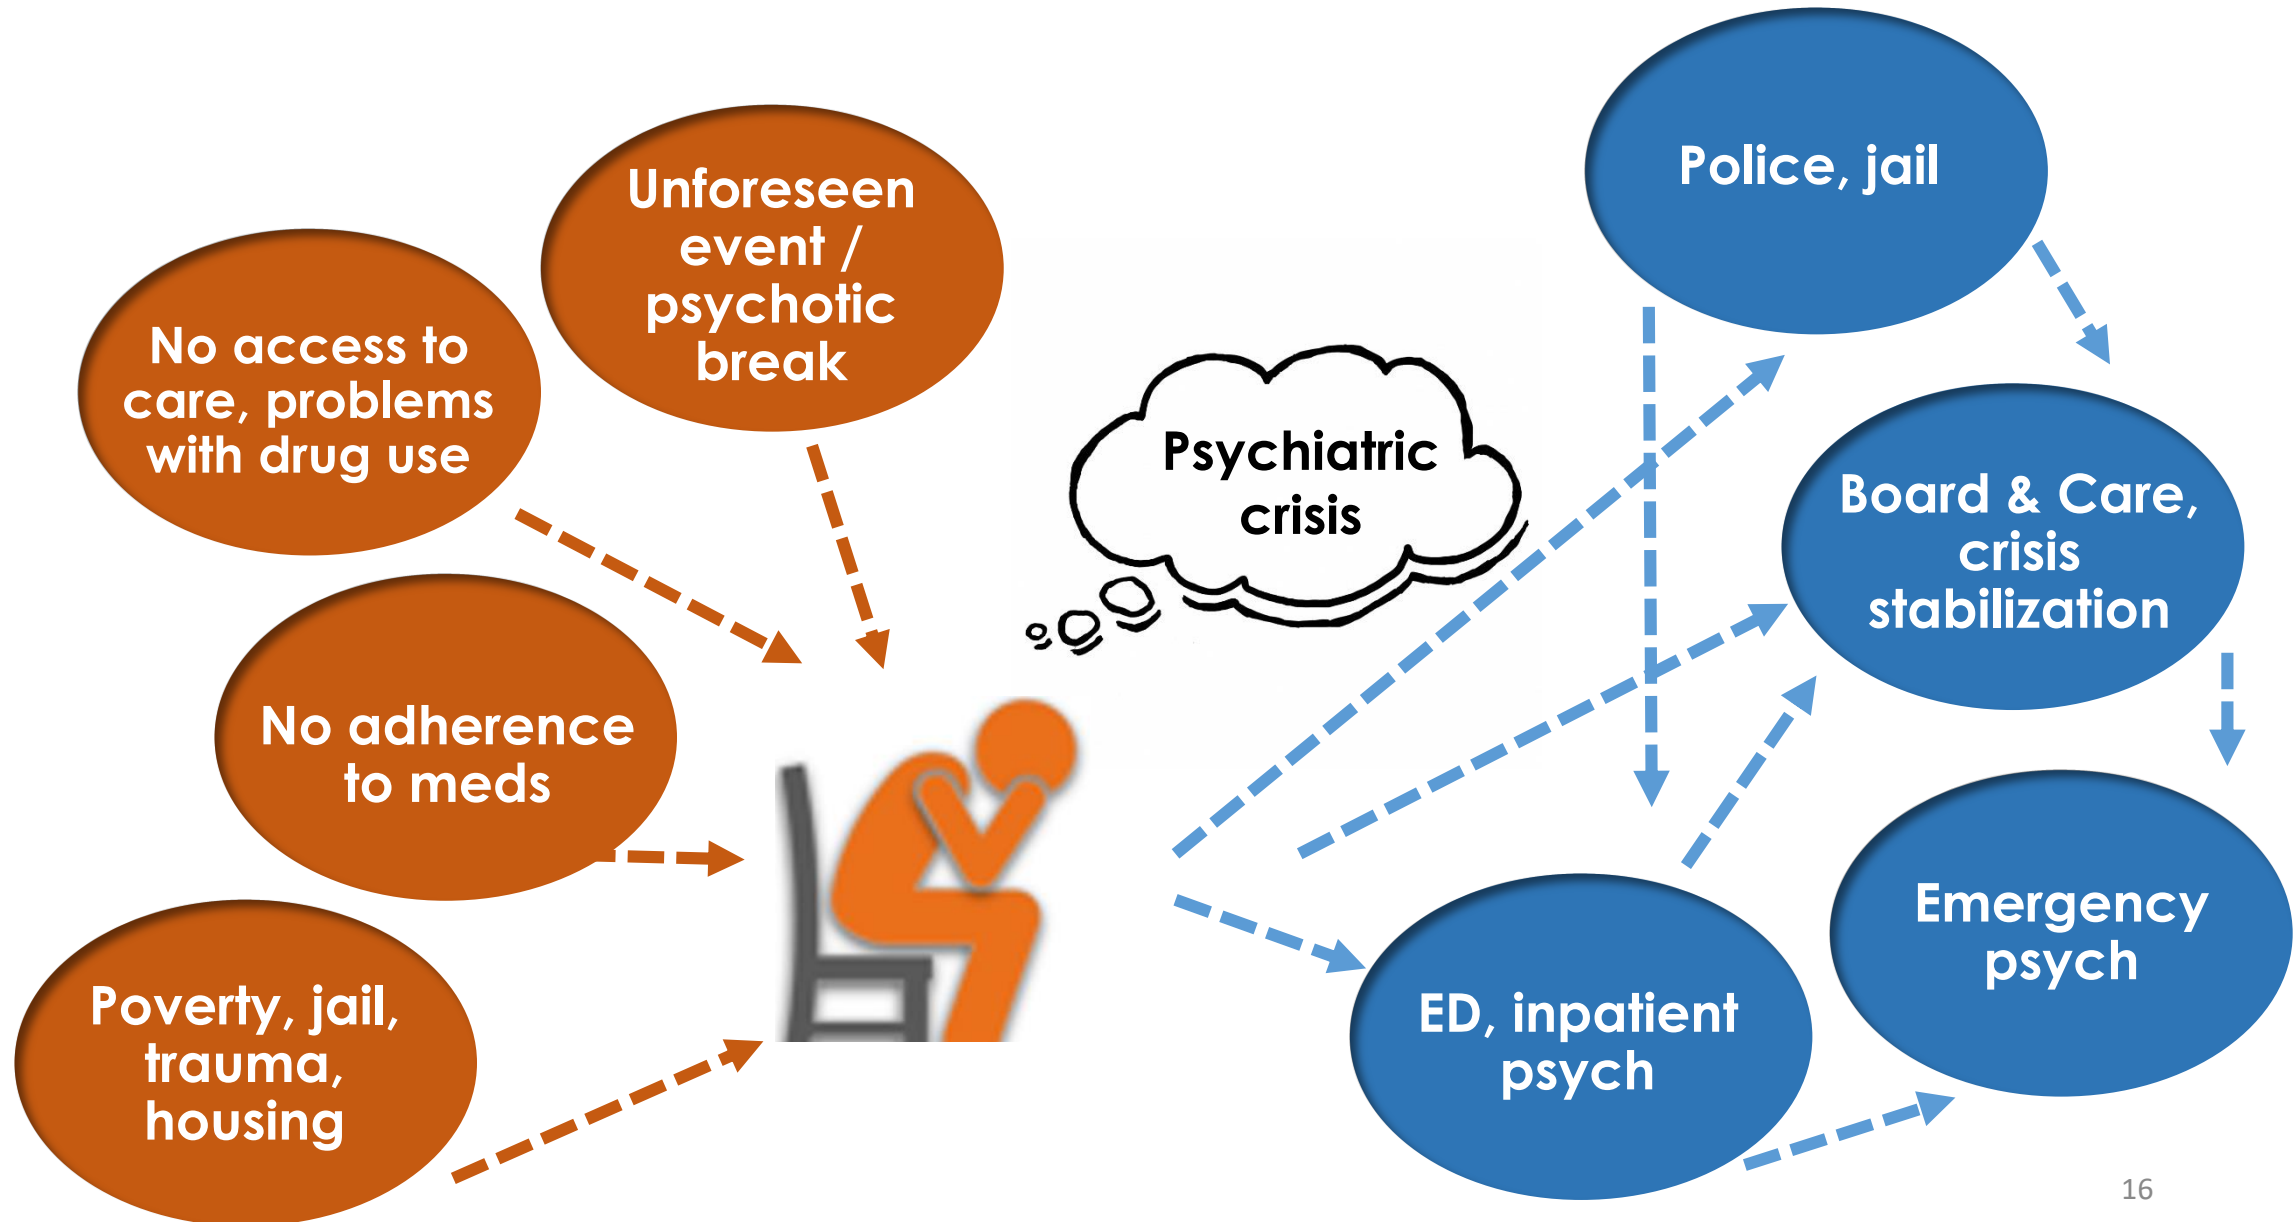 Unforeseen
event /
psychotic
break
No access to
care, problems
with drug use
No adherence
to meds
Poverty, jail,
trauma,
housing
Psychiatric
crisis
Police, jail
Board & Care,
crisis
stabilization
Emergency
psych
ED, inpatient
psych
16